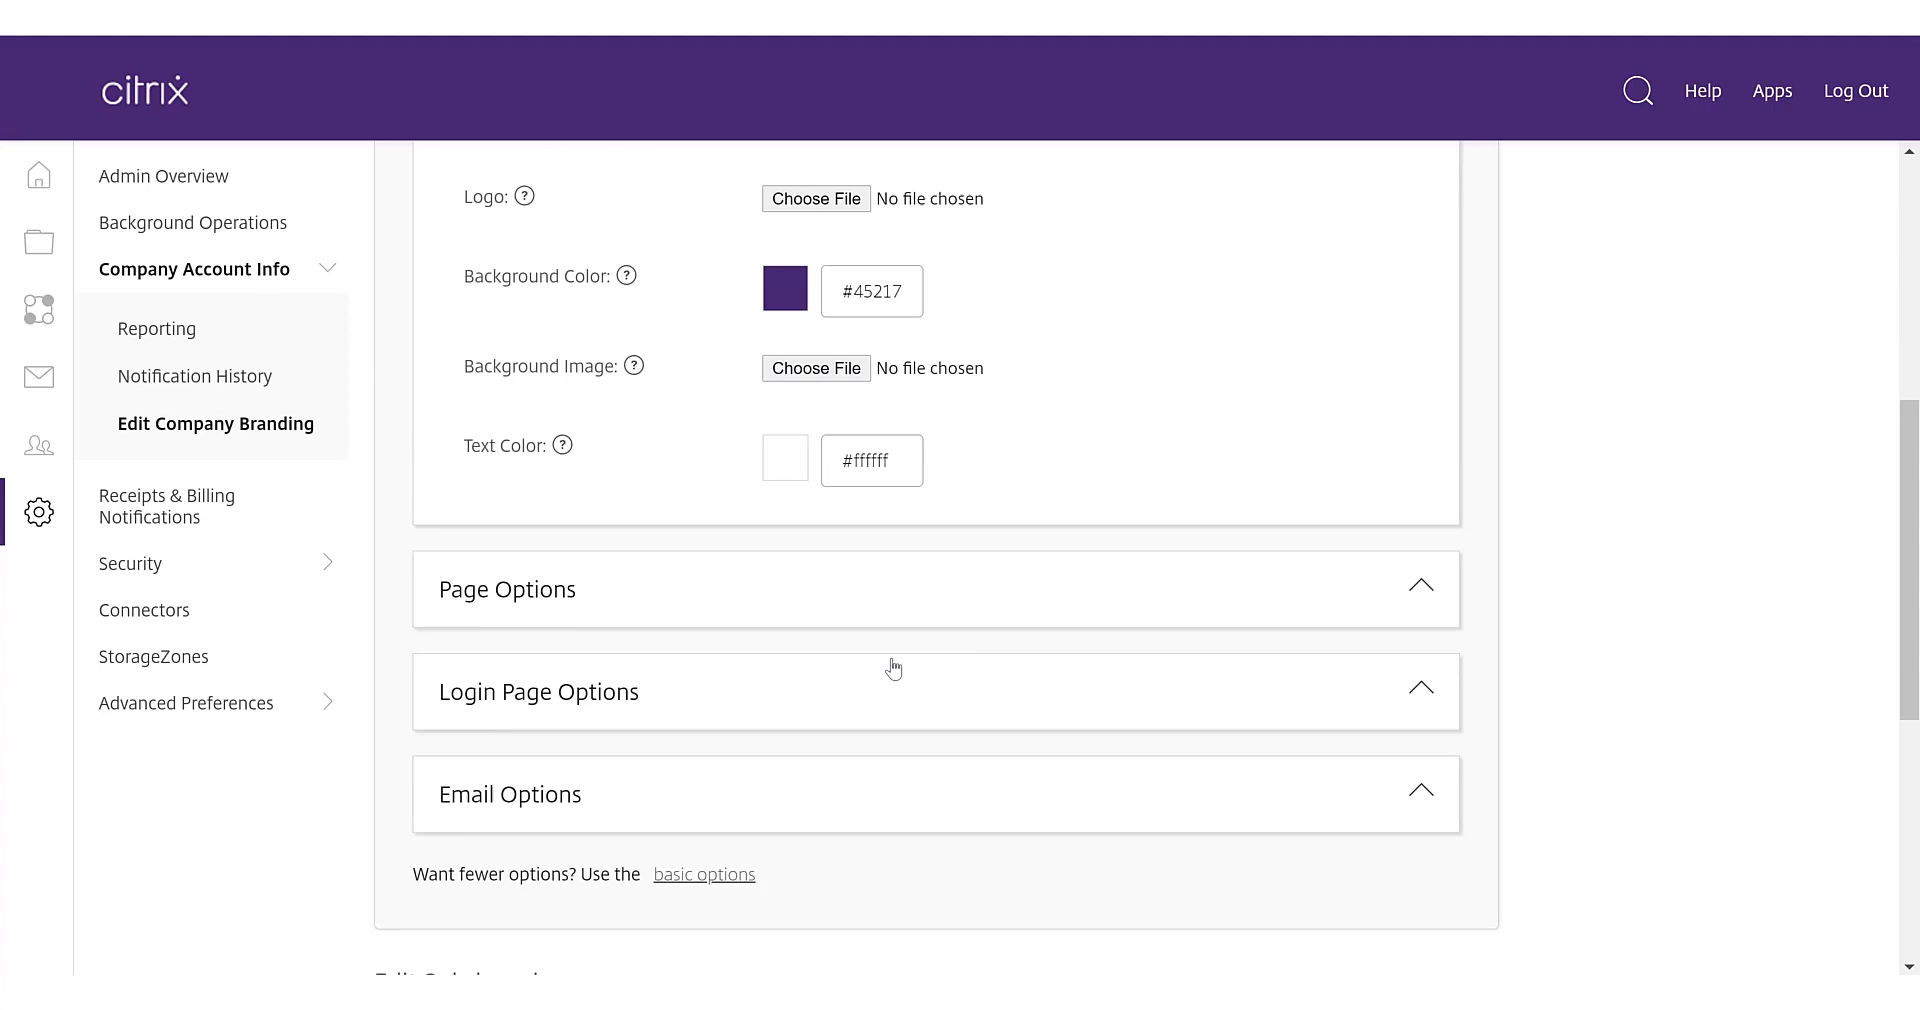 citrix
Help
Apps
Log Out
Admin Overview
Background Operations
Company Account Info
Reporting
Notification History
Edit Company Branding
Receipts & Billing
Notifications
Security
Connectors
StorageZones
Advanced Preferences
Logo: ?
Choose File No file chosen
Background Color: ?
#45217
Background Image: ?
Choose File No file chosen
Text Color: ?
#ffffff
Page Options
Login Page Options
Email Options
Want fewer options? Use the basic options